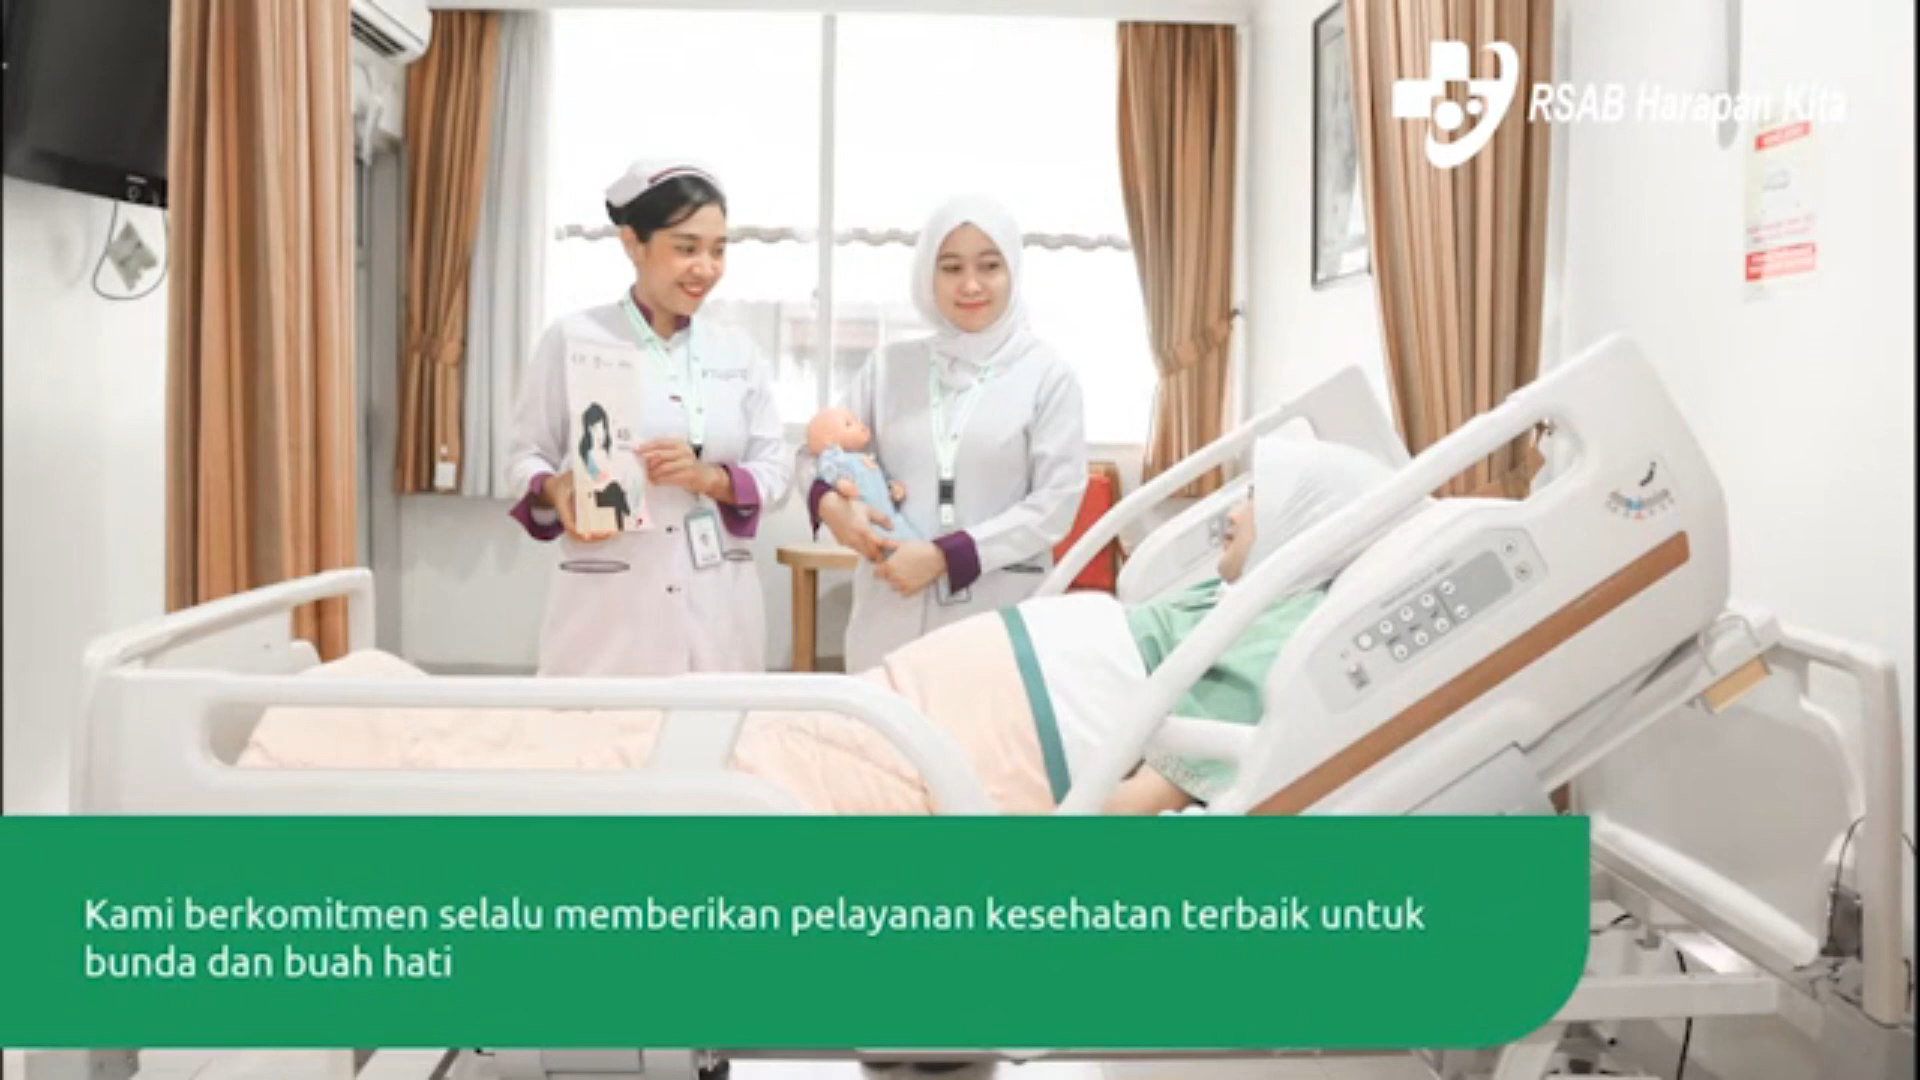 RSAB Harapan Kita
Kami berkomitmen selalu memberikan pelayanan kesehatan terbaik untuk
bunda dan buah hati